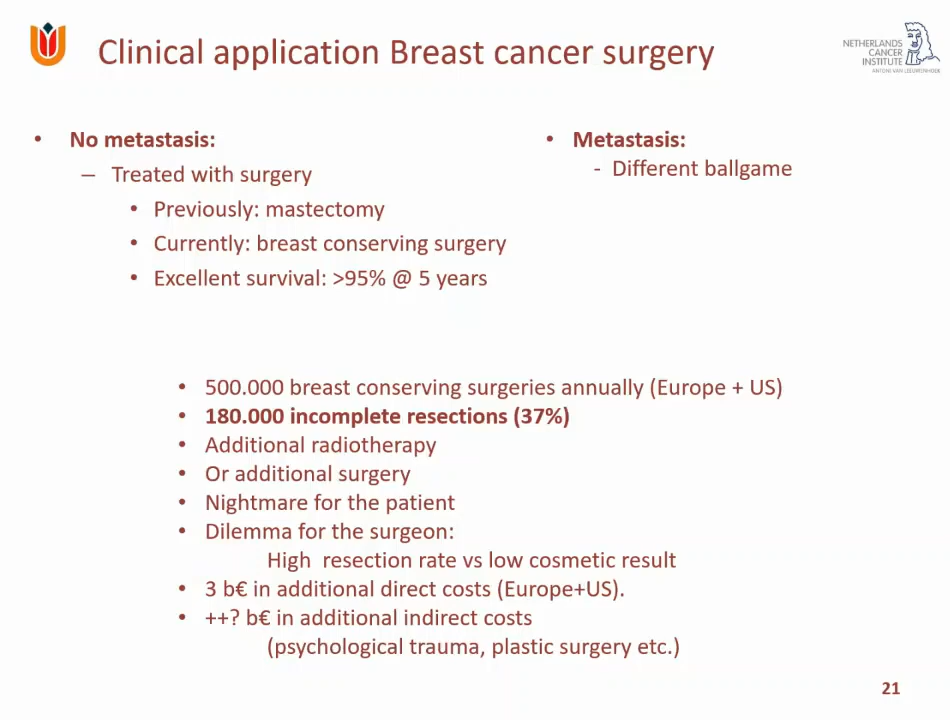 Clinical application Breast cancer surgery
NETHERLANDS
CANCER
INSTITUTE
ANTONI VAN LEEUWENHOEK
• No metastasis:
– Treated with surgery
• Previously: mastectomy
• Currently: breast conserving surgery
• Excellent survival: >95% @ 5 years
• Metastasis:
- Different ballgame
• 500.000 breast conserving surgeries annually (Europe + US)
• 180.000 incomplete resections (37%)
• Additional radiotherapy
• Or additional surgery
• Nightmare for the patient
• Dilemma for the surgeon:
High resection rate vs low cosmetic result
• 3 b€ in additional direct costs (Europe+US).
• ++? b€ in additional indirect costs
(psychological trauma, plastic surgery etc.)
21